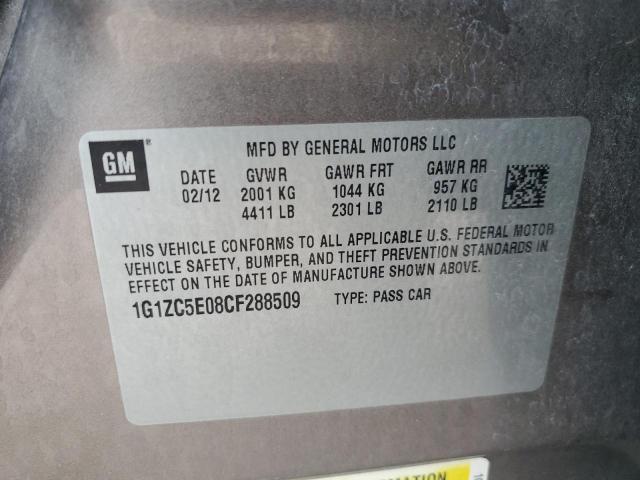 GM
MFD BY GENERAL MOTORS LLC
DATE GVWR GAWR FRT GAWR RR
02/12 2001 KG 1044 KG 957 KG
4411 LB 2301 LB 2110 LB
THIS VEHICLE CONFORMS TO ALL APPLICABLE U.S. FEDERAL MOTOR
VEHICLE SAFETY, BUMPER, AND THEFT PREVENTION STANDARDS IN
EFFECT ON THE DATE OF MANUFACTURE SHOWN ABOVE.
1G1ZC5E08CF288509 TYPE: PASS CAR